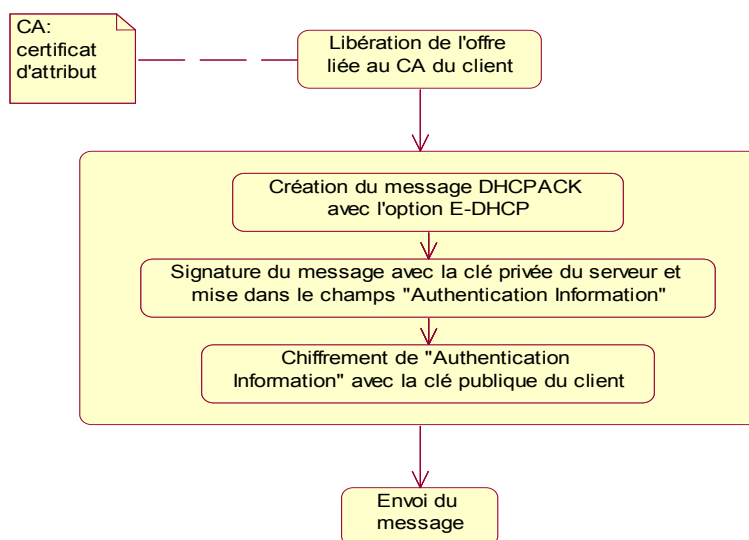 CA:
certificat
d'attribut
Libération de l'offre
liée au CA du client
Création du message DHCPACK
avec l'option E-DHCP
Signature du message avec la clé privée du serveur et
mise dans le champs "Authentication Information"
Chiffrement de "Authentication
Information" avec la clé publique du client
Envoi du
message